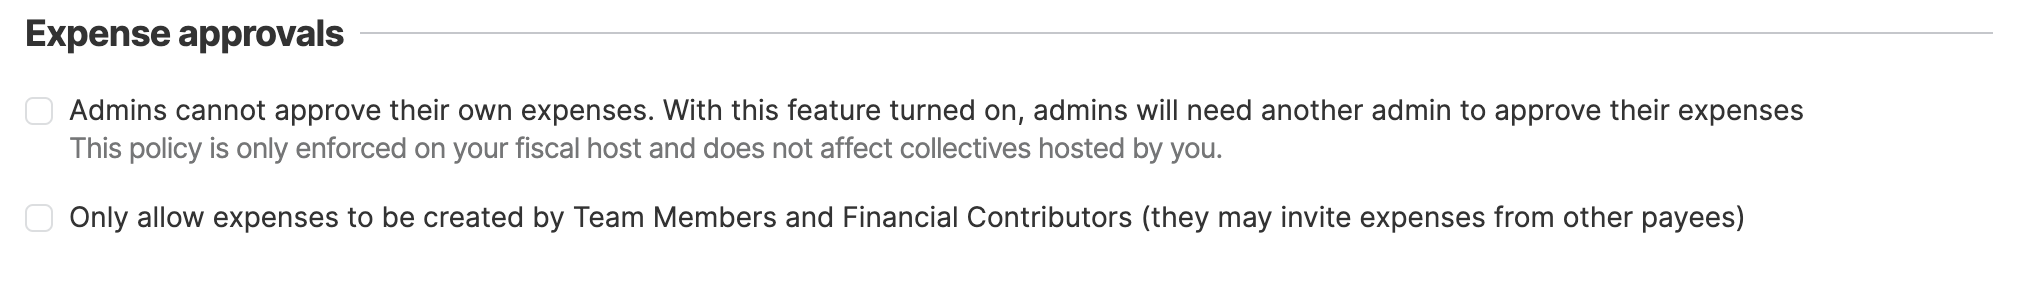 Expense approvals
Admins cannot approve their own expenses. With this feature turned on, admins will need another admin to approve their expenses
This policy is only enforced on your fiscal host and does not affect collectives hosted by you.
Only allow expenses to be created by Team Members and Financial Contributors (they may invite expenses from other payees)